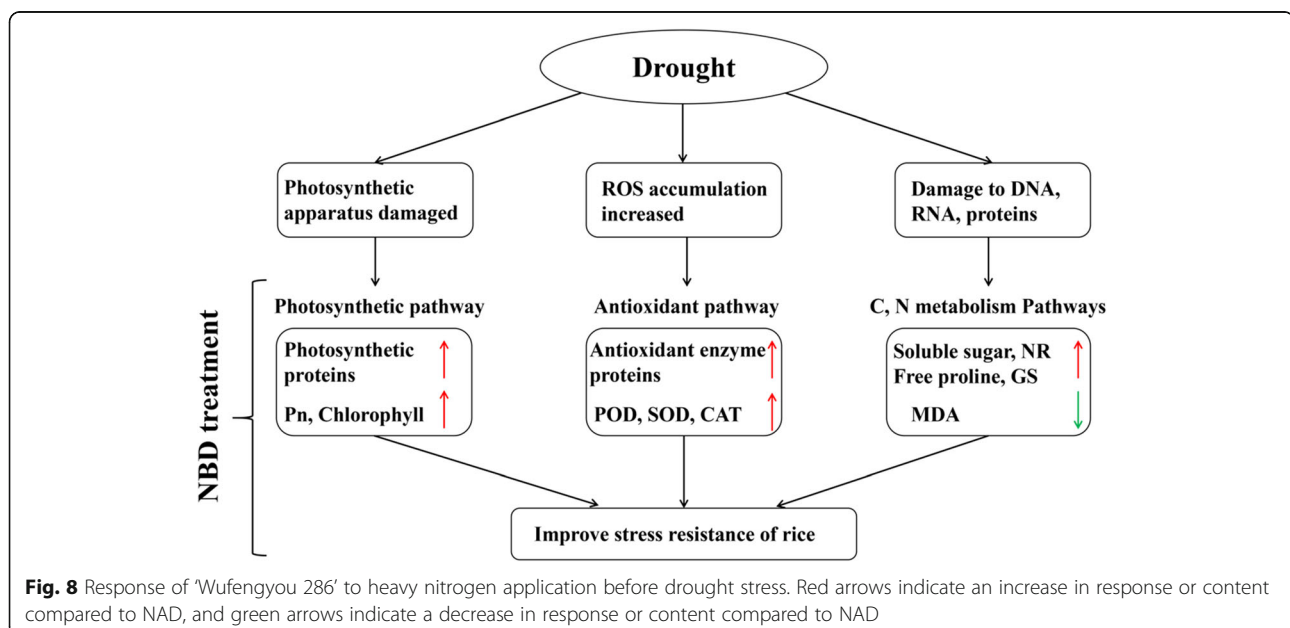 Drought
Photosynthetic
apparatus damaged
ROS accumulation
increased
Damage to DNA,
RNA, proteins
NBD treatment
Photosynthetic pathway
Photosynthetic
proteins
Pn, Chlorophyll
Antioxidant pathway
Antioxidant enzyme
proteins
POD, SOD, CAT
C, N metabolism Pathways
Soluble sugar, NR
Free proline, GS
MDA
Improve stress resistance of rice
Fig. 8 Response of ‘Wufengyou 286’ to heavy nitrogen application before drought stress. Red arrows indicate an increase in response or content
compared to NAD, and green arrows indicate a decrease in response or content compared to NAD